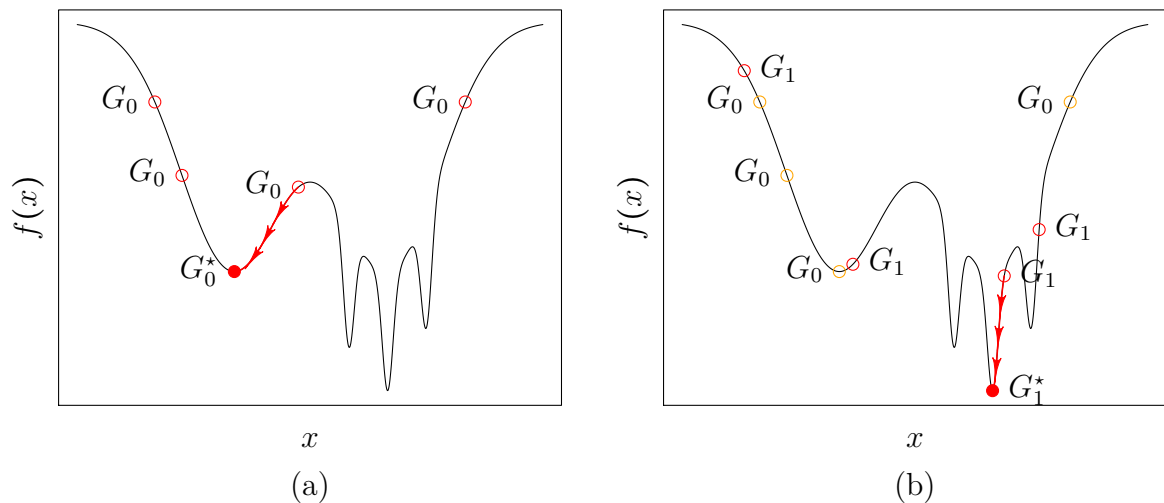 G₀ G₀
G₀ G₀
G₀⋆
f(x)
x
(a)
G₁
G₀ G₀
G₀
G₁
G₀ G₁ G₁
G₁⋆
f(x)
x
(b)